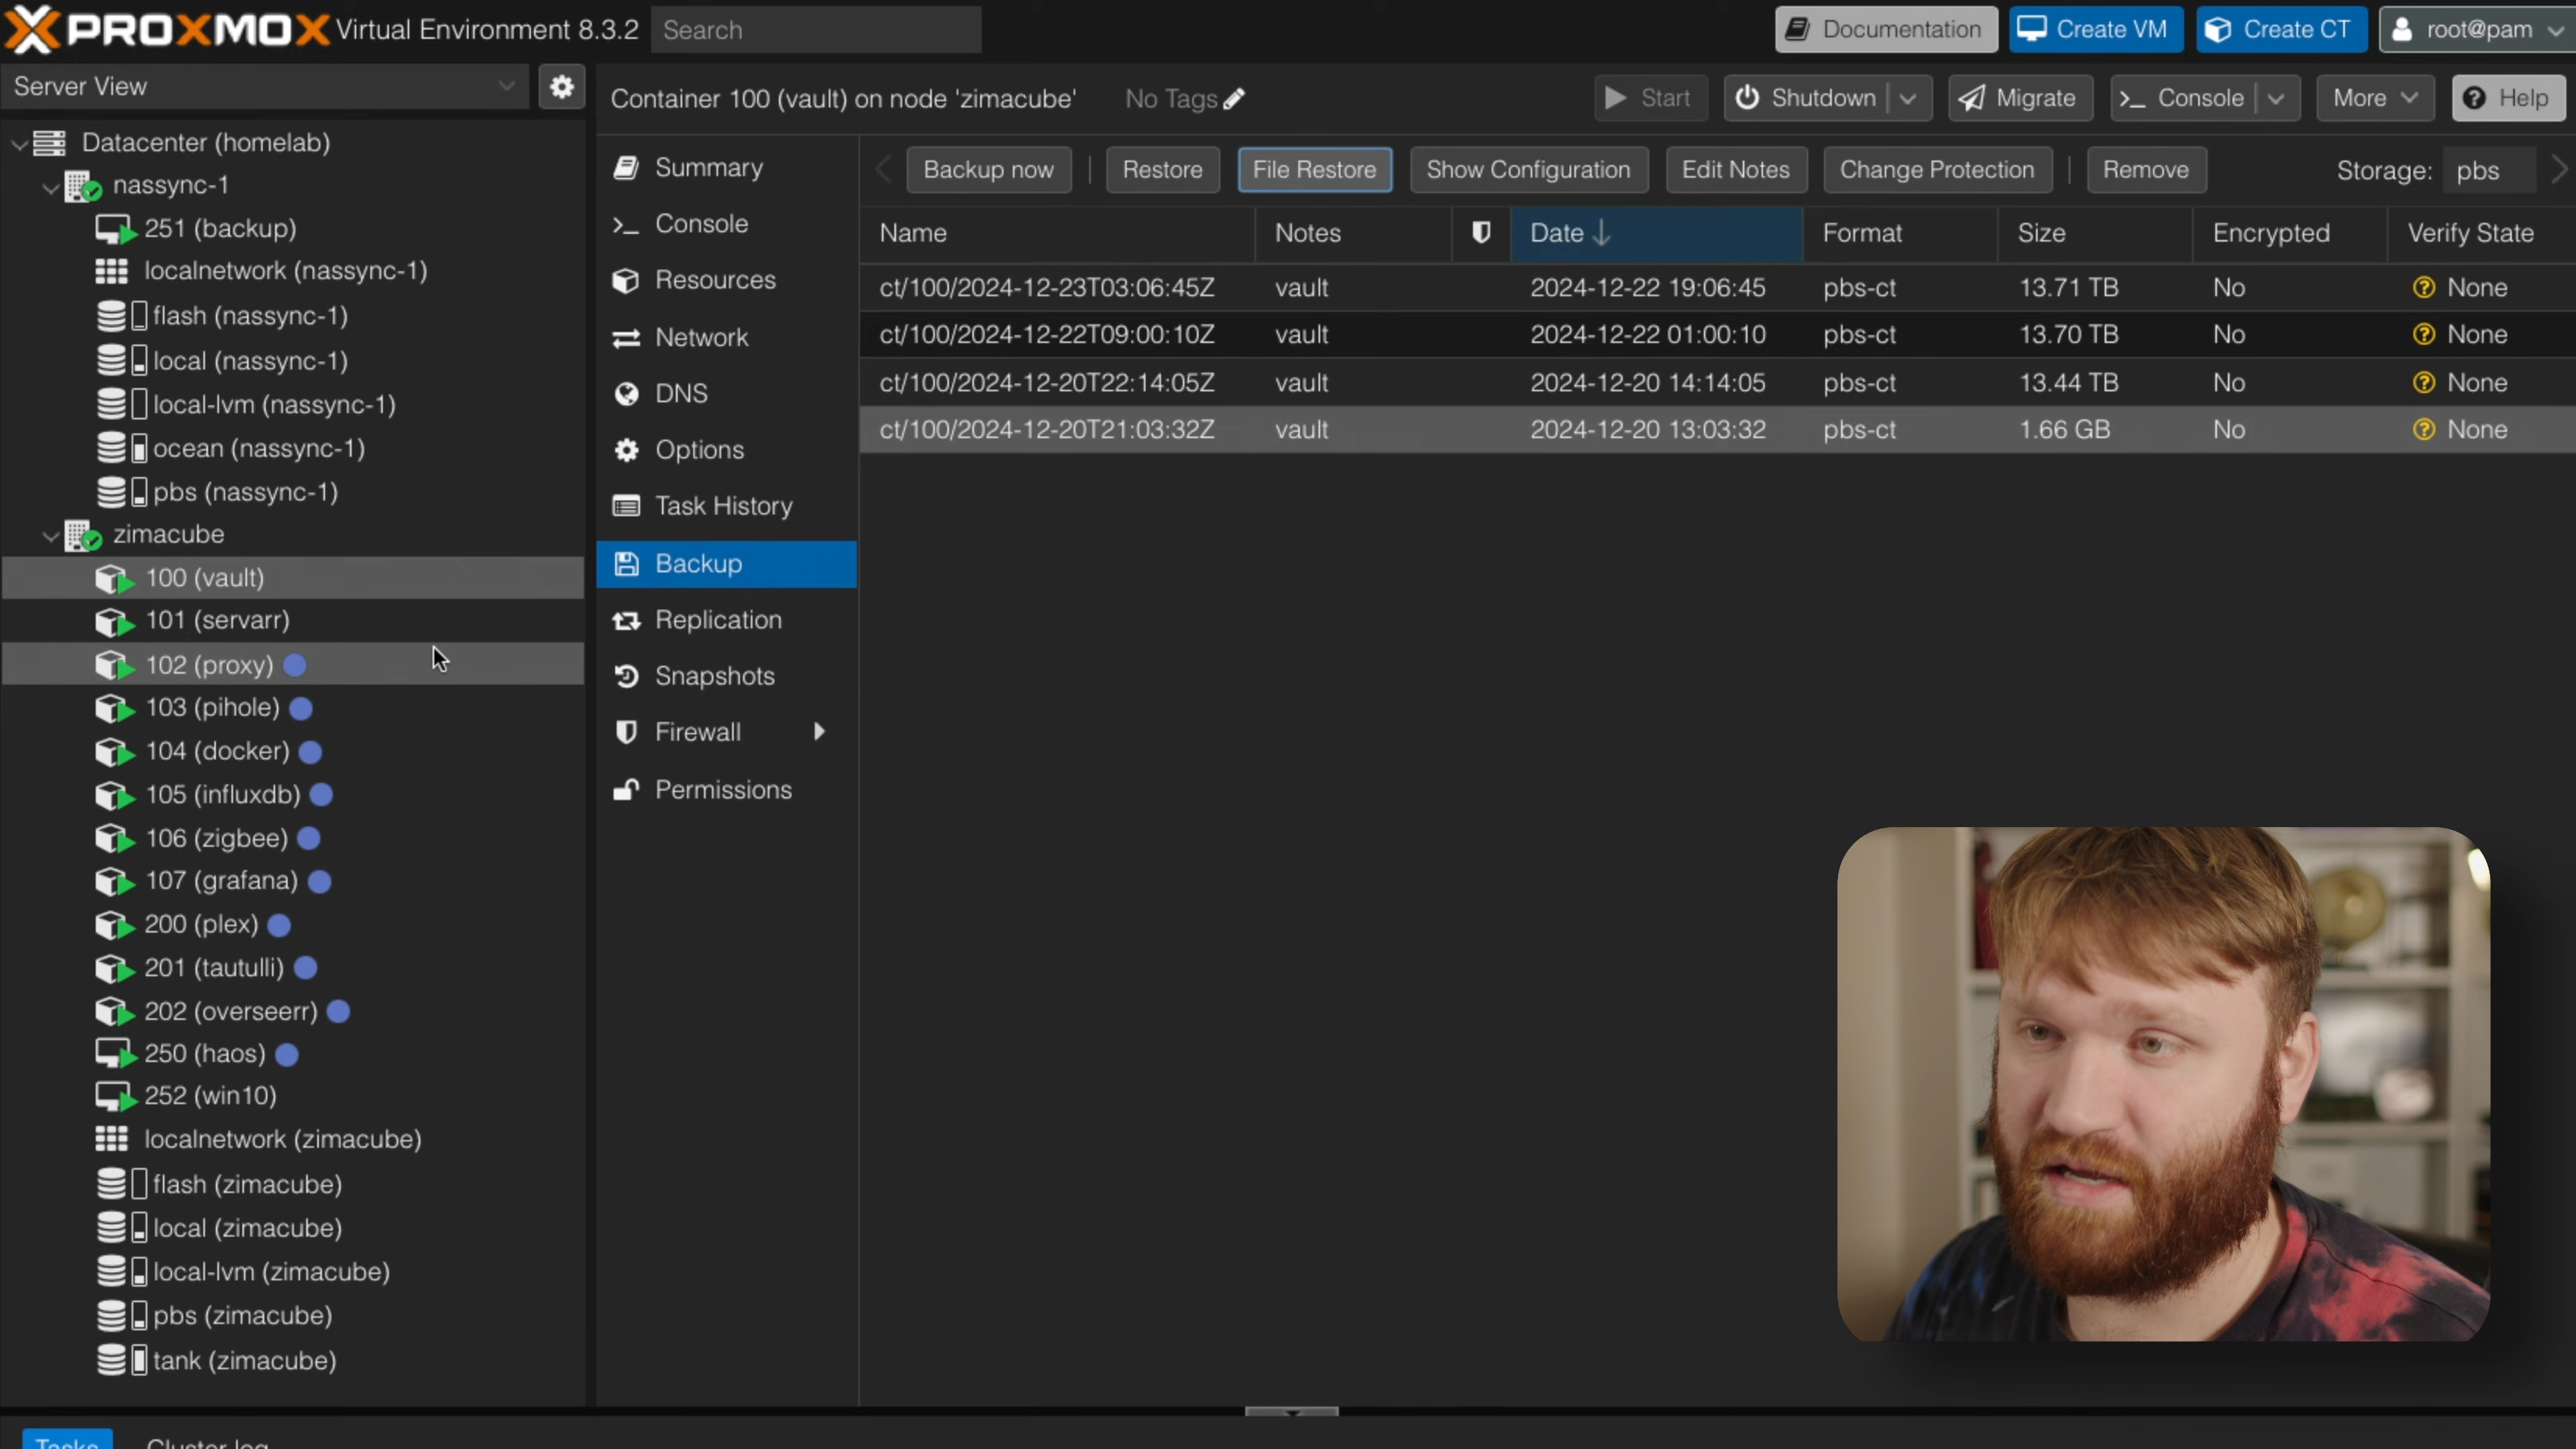 PROXMOX Virtual Environment 8.3.2 Search Documentation Create VM Create CT root@pam
Server View
Container 100 (vault) on node 'zimacube' No Tags Start Shutdown Migrate Console More Help
Datacenter (homelab)
nassync-1
251 (backup)
localnetwork (nassync-1)
flash (nassync-1)
local (nassync-1)
local-lvm (nassync-1)
ocean (nassync-1)
pbs (nassync-1)
zimacube
100 (vault)
101 (servarr)
102 (proxy)
103 (pihole)
104 (docker)
105 (influxdb)
106 (zigbee)
107 (grafana)
200 (plex)
201 (tautulli)
202 (overseerr)
250 (haos)
252 (win10)
localnetwork (zimacube)
flash (zimacube)
local (zimacube)
local-lvm (zimacube)
pbs (zimacube)
tank (zimacube)
Summary
Console
Resources
Network
DNS
Options
Task History
Backup
Replication
Snapshots
Firewall
Permissions
Backup now Restore File Restore Show Configuration Edit Notes Change Protection Remove Storage: pbs
Name Notes Date Format Size Encrypted Verify State
ct/100/2024-12-23T03:06:45Z vault 2024-12-22 19:06:45 pbs-ct 13.71 TB No None
ct/100/2024-12-22T09:00:10Z vault 2024-12-22 01:00:10 pbs-ct 13.70 TB No None
ct/100/2024-12-20T22:14:05Z vault 2024-12-20 14:14:05 pbs-ct 13.44 TB No None
ct/100/2024-12-20T21:03:32Z vault 2024-12-20 13:03:32 pbs-ct 1.66 GB No None
Tasks Cluster log